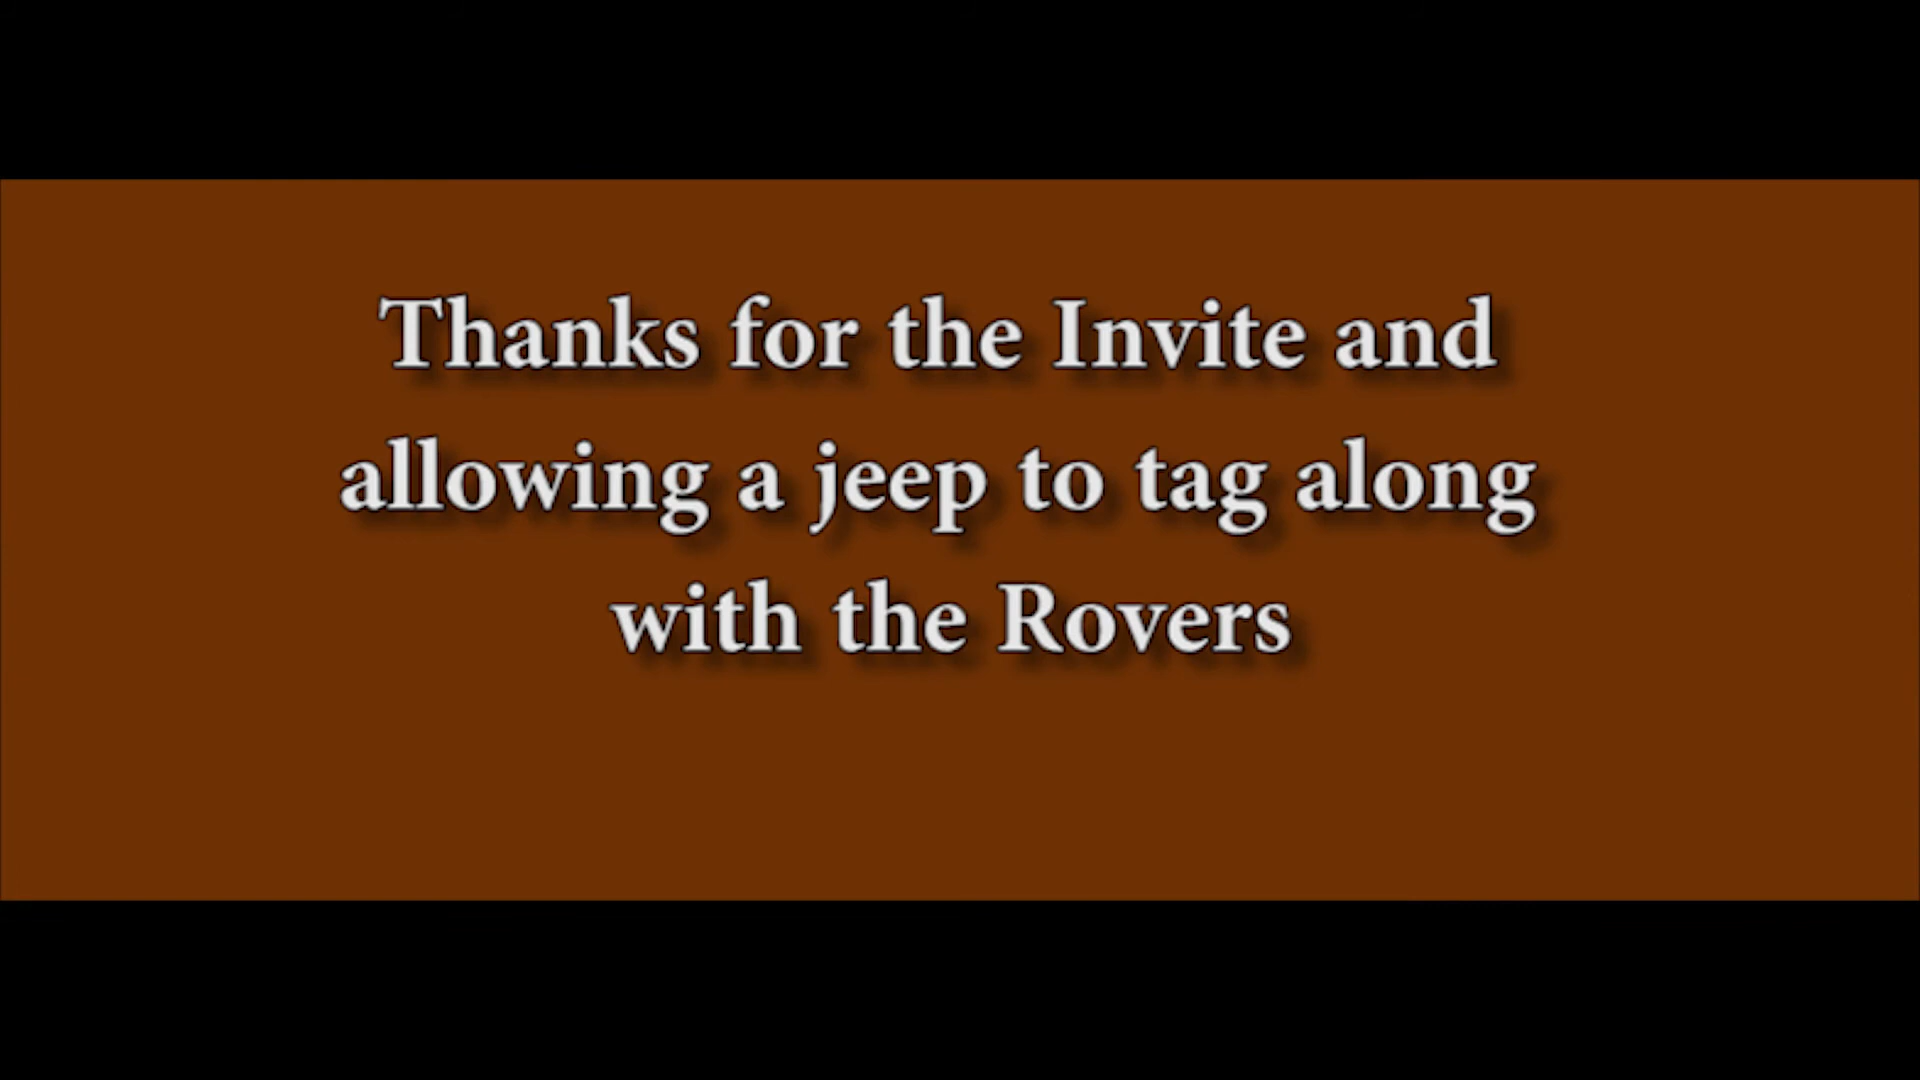 Thanks for the Invite and
allowing a jeep to tag along
with the Rovers